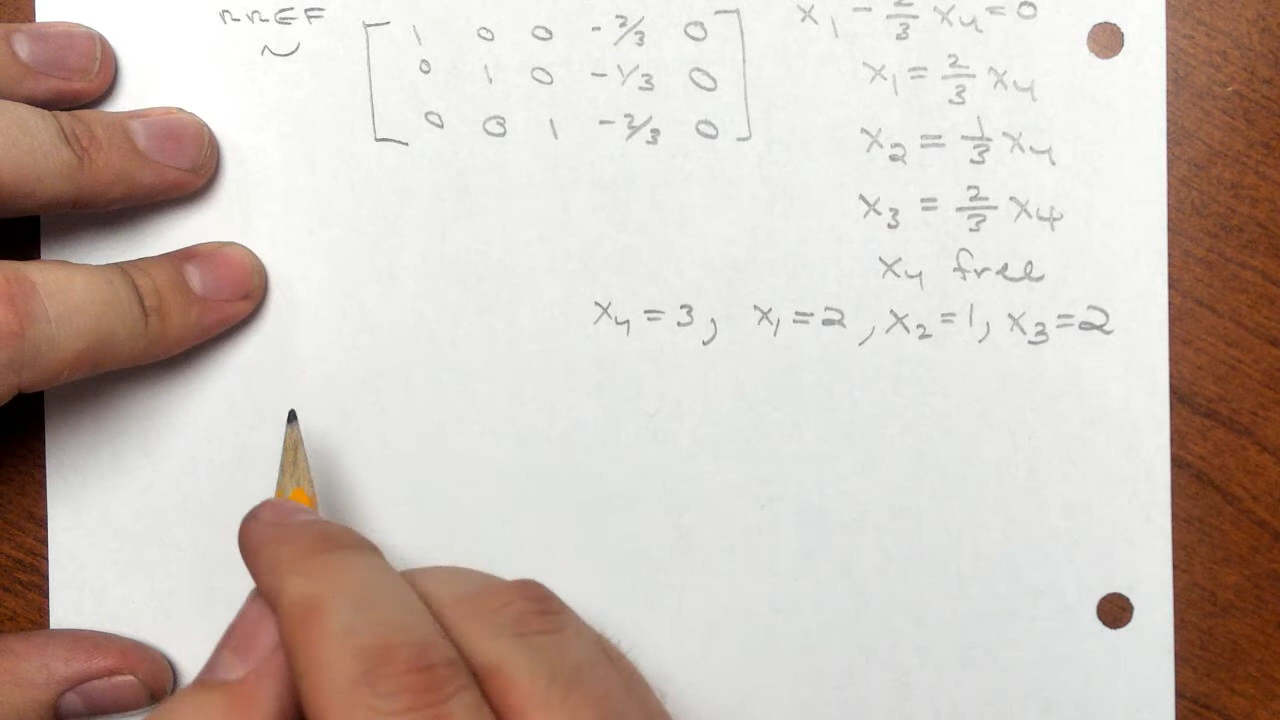 RREF
~
[ 1 0 0 -2/3 0 ]
[ 0 1 0 -1/3 0 ]
[ 0 0 1 -2/3 0 ]
x₁ - 2/3 x₄ = 0
x₁ = 2/3 x₄
x₂ = 1/3 x₄
x₃ = 2/3 x₄
x₄ free
x₄ = 3, x₁ = 2, x₂ = 1, x₃ = 2